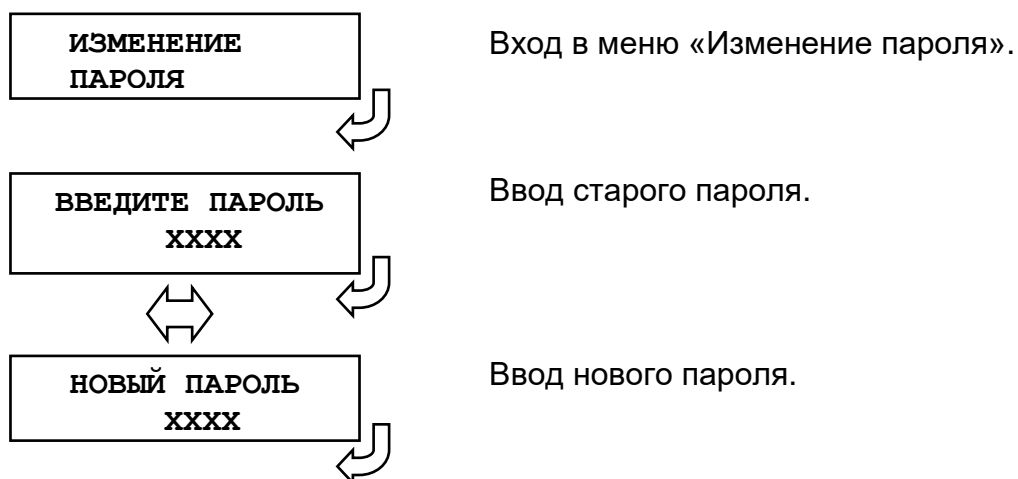 ИЗМЕНЕНИЕ
ПАРОЛЯ
Вход в меню «Изменение пароля».
ВВЕДИТЕ ПАРОЛЬ
XXXX
Ввод старого пароля.
НОВЫЙ ПАРОЛЬ
XXXX
Ввод нового пароля.